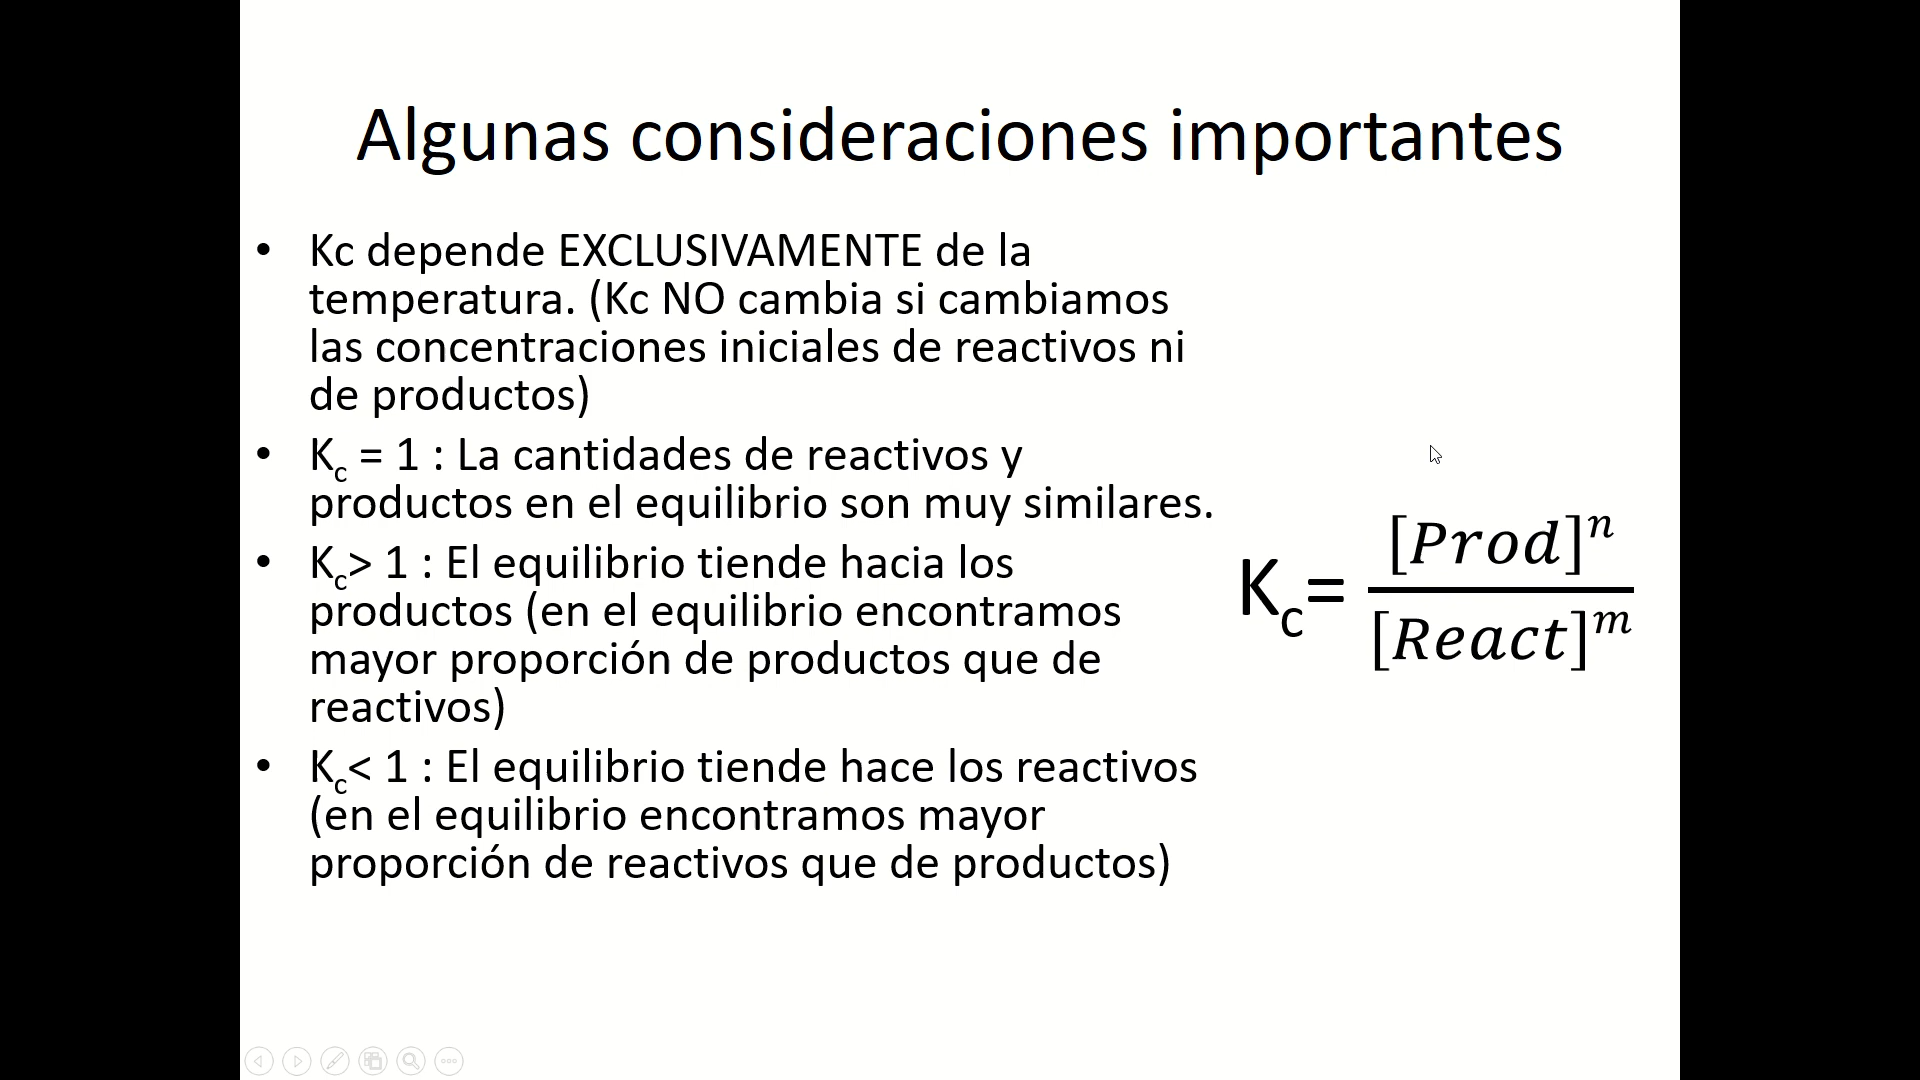 Algunas consideraciones importantes
• Kc depende EXCLUSIVAMENTE de la
temperatura. (Kc NO cambia si cambiamos
las concentraciones iniciales de reactivos ni
de productos)
• Kc = 1 : La cantidades de reactivos y
productos en el equilibrio son muy similares.
• Kc> 1 : El equilibrio tiende hacia los
productos (en el equilibrio encontramos
mayor proporción de productos que de
reactivos)
• Kc< 1 : El equilibrio tiende hace los reactivos
(en el equilibrio encontramos mayor
proporción de reactivos que de productos)
Kc= [Prod]^n / [React]^m